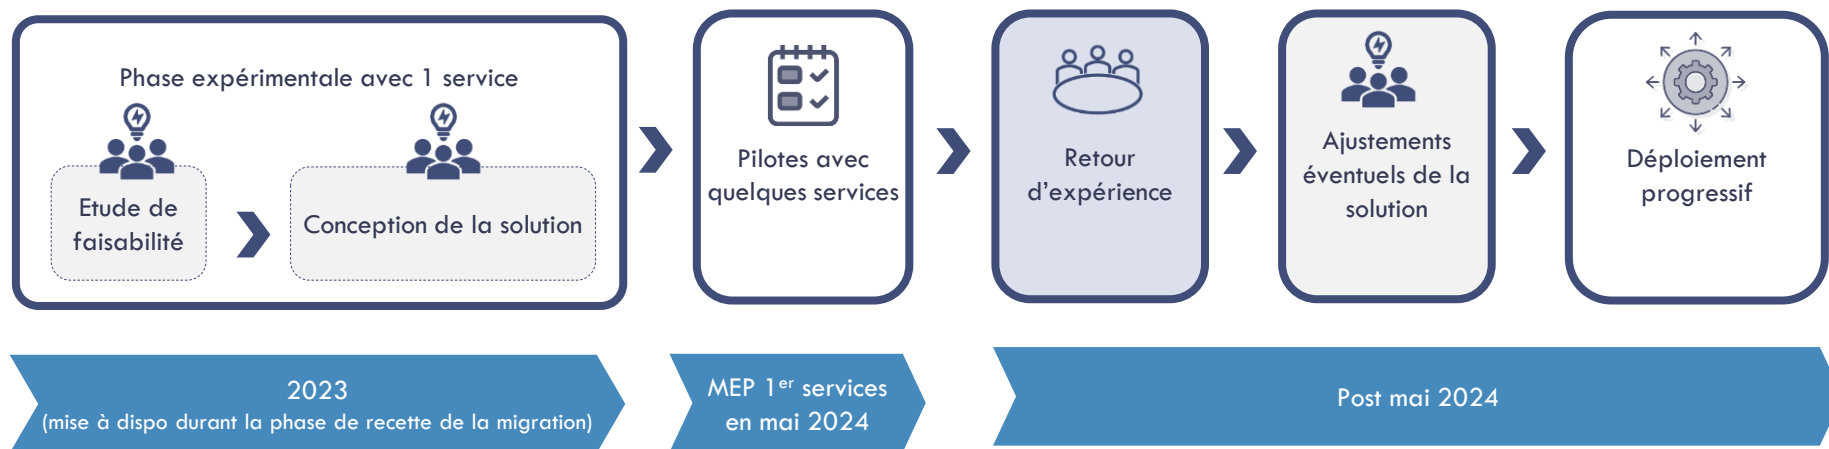 Phase expérimentale avec 1 service
Etude de
faisabilité
Conception de la solution
Pilotes avec
quelques services
Retour
d’expérience
Ajustements
éventuels de la
solution
Déploiement
progressif
2023
(mise à dispo durant la phase de recette de la migration)
MEP 1er services
en mai 2024
Post mai 2024